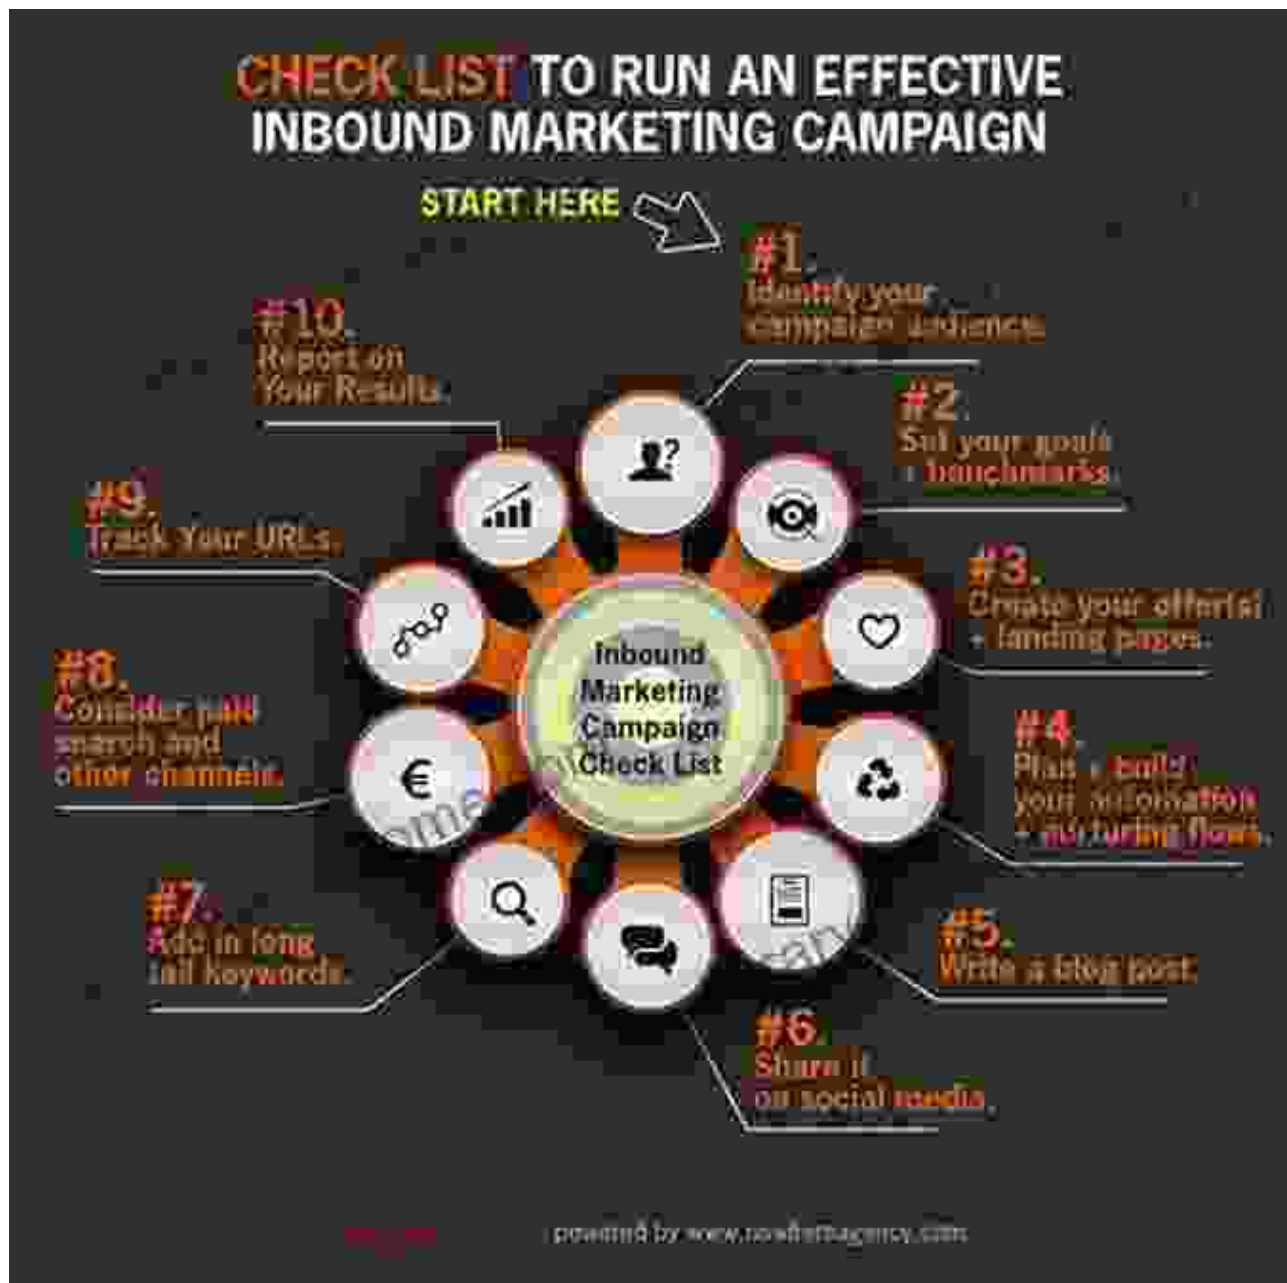 CHECK LIST TO RUN AN EFFECTIVE
INBOUND MARKETING CAMPAIGN
START HERE
#1.
Identify your
campaign audience.
#2.
Set your goals
+ benchmarks.
#3.
Create your offer(s)
+ landing pages.
#4.
Plan + build
your automation
+ nurturing flows.
#5.
Write a blog post.
#6.
Share it
on social media.
#7.
Add in long
tail keywords.
#8.
Consider paid
search and
other channels.
#9.
Track Your URLs.
#10.
Report on
Your Results.
Inbound
Marketing
Campaign
Check List
powered by